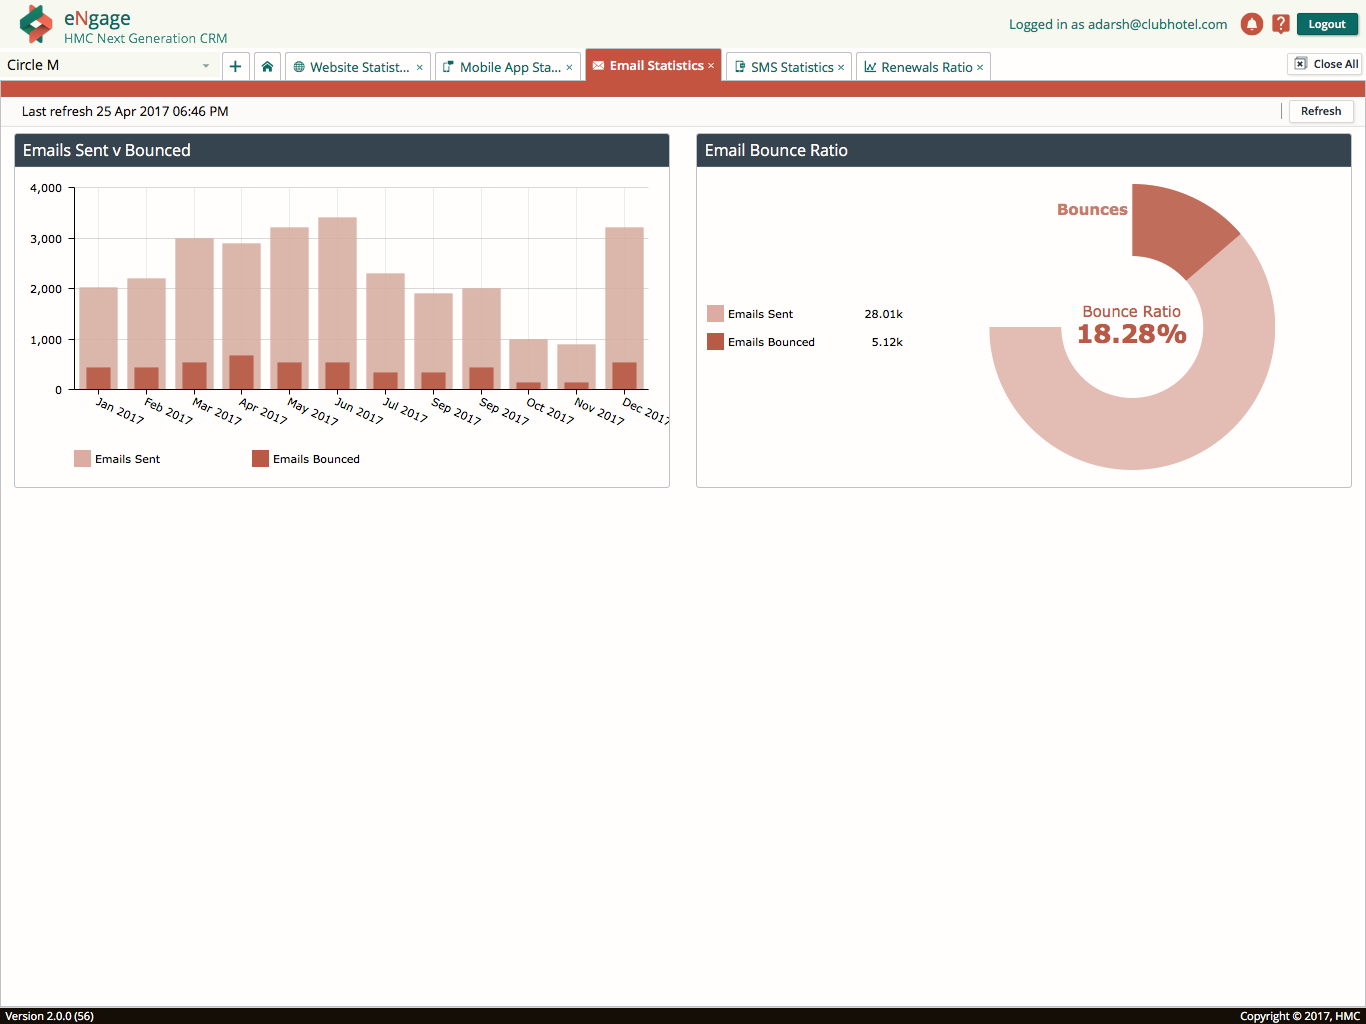 eNgage
HMC Next Generation CRM
Logged in as adarsh@clubhotel.com
Logout
Circle M
Website Statist... ×
Mobile App Sta... ×
Email Statistics ×
SMS Statistics ×
Renewals Ratio ×
Close All
Last refresh 25 Apr 2017 06:46 PM
Refresh
Emails Sent v Bounced
4,000
3,000
2,000
1,000
0
Jan 2017
Feb 2017
Mar 2017
Apr 2017
May 2017
Jun 2017
Jul 2017
Sep 2017
Sep 2017
Oct 2017
Nov 2017
Dec 2017
Emails Sent
Emails Bounced
Email Bounce Ratio
Bounces
Emails Sent 28.01k
Emails Bounced 5.12k
Bounce Ratio
18.28%
Version 2.0.0 (56)
Copyright © 2017, HMC